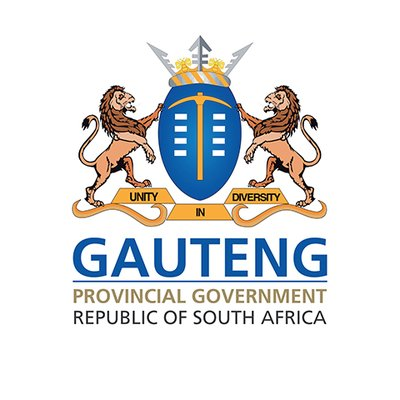 UNITY
IN
DIVERSITY
GAUTENG
PROVINCIAL GOVERNMENT
REPUBLIC OF SOUTH AFRICA